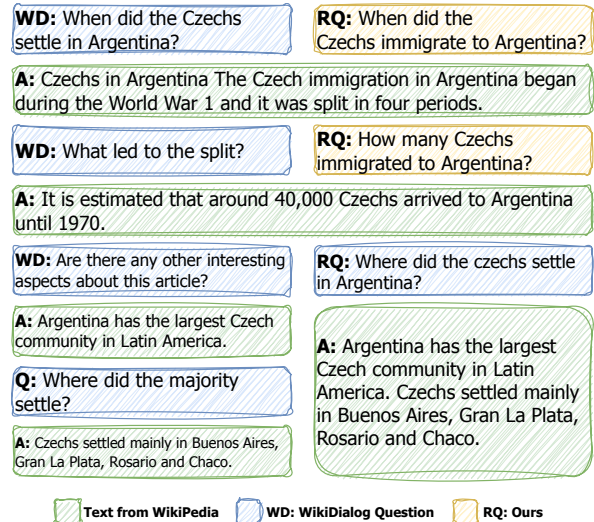 WD: When did the Czechs
settle in Argentina?
RQ: When did the
Czechs immigrate to Argentina?
A: Czechs in Argentina The Czech immigration in Argentina began
during the World War 1 and it was split in four periods.
WD: What led to the split?
RQ: How many Czechs
immigrated to Argentina?
A: It is estimated that around 40,000 Czechs arrived to Argentina
until 1970.
WD: Are there any other interesting
aspects about this article?
RQ: Where did the czechs settle
in Argentina?
A: Argentina has the largest Czech
community in Latin America.
Q: Where did the majority
settle?
A: Czechs settled mainly in Buenos Aires,
Gran La Plata, Rosario and Chaco.
A: Argentina has the largest
Czech community in Latin
America. Czechs settled mainly
in Buenos Aires, Gran La Plata,
Rosario and Chaco.
Text from WikiPedia
WD: WikiDialog Question
RQ: Ours